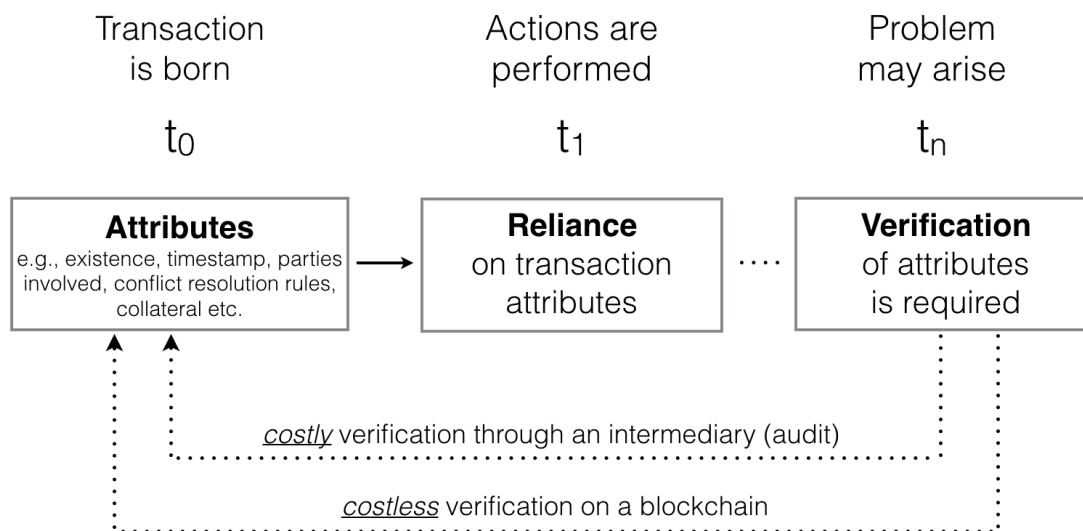 Transaction
is born
Actions are
performed
Problem
may arise
t0
t1
tn
Attributes
e.g., existence, timestamp, parties
involved, conflict resolution rules,
collateral etc.
Reliance
on transaction
attributes
Verification
of attributes
is required
costly verification through an intermediary (audit)
costless verification on a blockchain